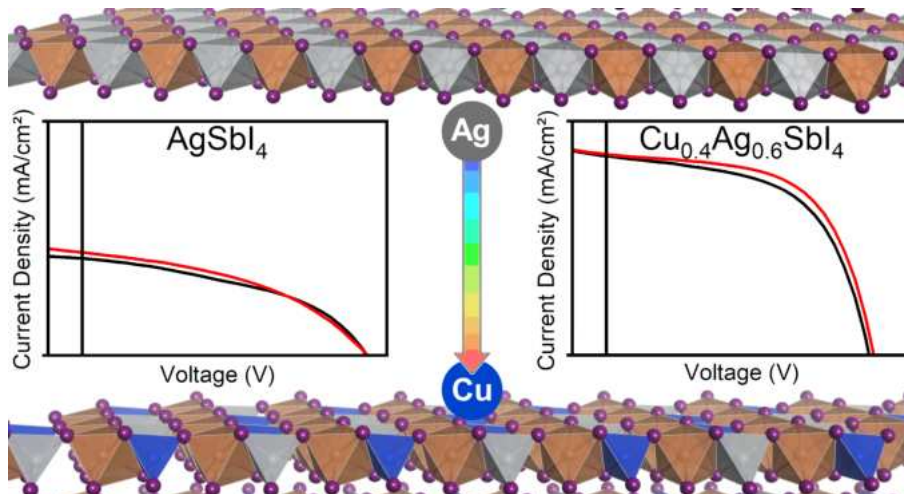 AgSbI₄
Current Density (mA/cm²)
Voltage (V)
Ag
Cu
Cu₀.₄Ag₀.₆SbI₄
Current Density (mA/cm²)
Voltage (V)